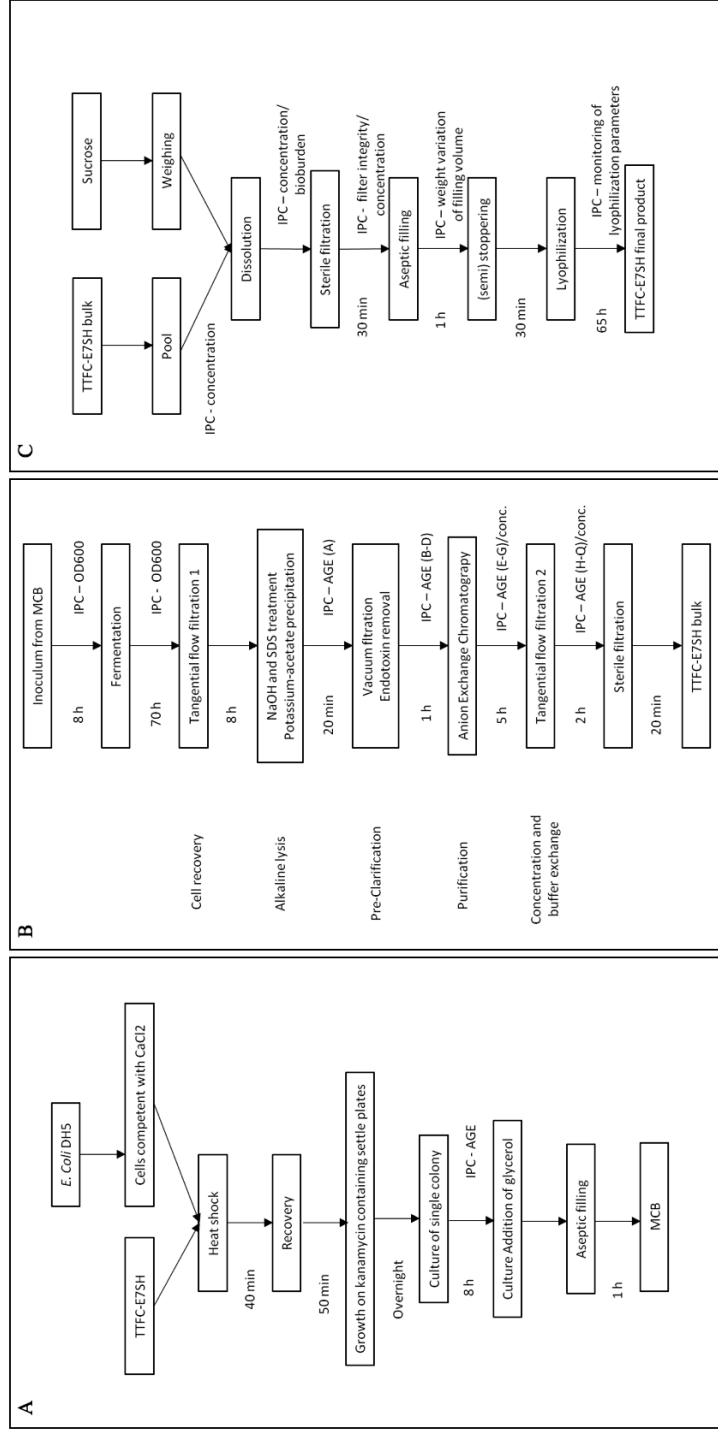 A
E. Coli DH5
TTFC-E7SH
Cells competent with CaCl2
Heat shock
40 min
Recovery
50 min
Growth on kanamycin containing settle plates
Overnight
Culture of single colony
8 h
IPC - AGE
Culture Addition of glycerol
Aseptic filling
1 h
MCB
B
Inoculum from MCB
8 h
IPC – OD600
Fermentation
70 h
IPC - OD600
Cell recovery
Tangential flow filtration 1
8 h
Alkaline lysis
NaOH and SDS treatment
Potassium-acetate precipitation
20 min
IPC – AGE (A)
Pre-Clarification
Vacuum filtration
Endotoxin removal
1 h
IPC – AGE (B-D)
Purification
Anion Exchange Chromatograpy
5 h
IPC – AGE (E-G)/conc.
Concentration and
buffer exchange
Tangential flow filtration 2
2 h
IPC – AGE (H-Q)/conc.
Sterile filtration
20 min
TTFC-E7SH bulk
C
TTFC-E7SH bulk
Sucrose
Pool
Weighing
IPC - concentration
Dissolution
IPC – concentration/
bioburden
Sterile filtration
30 min
IPC - filter integrity/
concentration
Aseptic filling
1 h
IPC – weight variation
of filling volume
(semi) stoppering
30 min
Lyophilization
65 h
IPC – monitoring of
lyophilization parameters
TTFC-E7SH final product